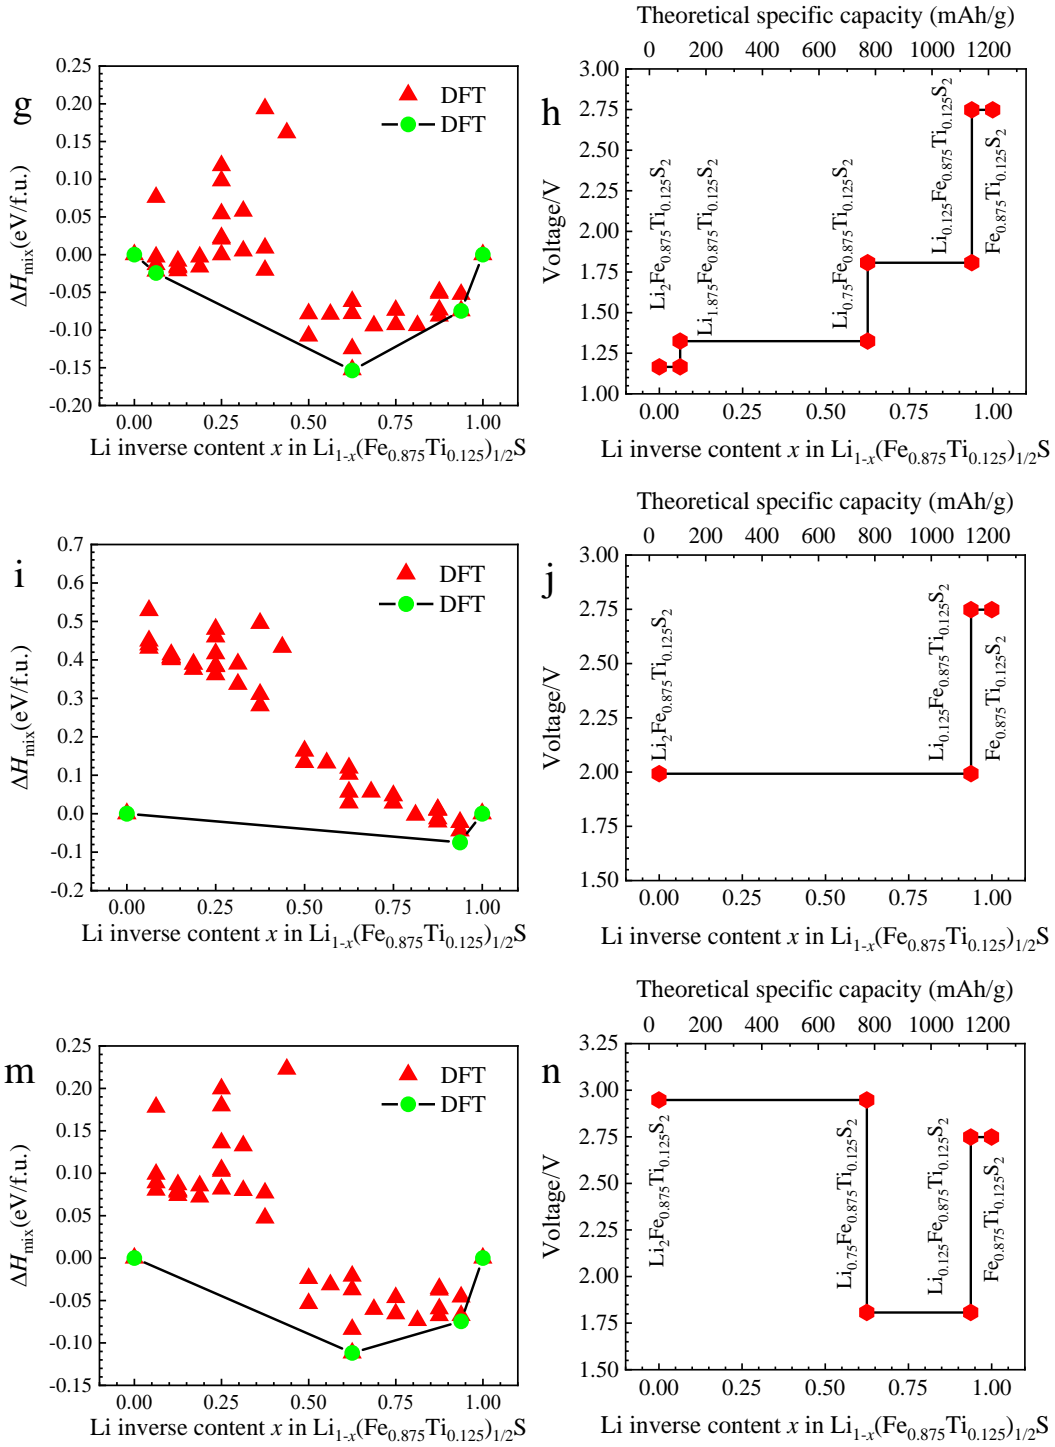 g
0.25
0.20
0.15
0.10
0.05
0.00
-0.05
-0.10
-0.15
-0.20
ΔHmix(eV/f.u.)
DFT
DFT
0.00 0.25 0.50 0.75 1.00
Li inverse content x in Li1-x(Fe0.875Ti0.125)1/2S
h
Theoretical specific capacity (mAh/g)
0 200 400 600 800 1000 1200
3.00
2.75
2.50
2.25
2.00
1.75
1.50
1.25
1.00
Voltage/V
Li2Fe0.875Ti0.125S2
Li1.875Fe0.875Ti0.125S2
Li0.75Fe0.875Ti0.125S2
Li0.125Fe0.875Ti0.125S2
Fe0.875Ti0.125S2
0.00 0.25 0.50 0.75 1.00
Li inverse content x in Li1-x(Fe0.875Ti0.125)1/2S
i
0.7
0.6
0.5
0.4
0.3
0.2
0.1
0.0
-0.1
-0.2
ΔHmix(eV/f.u.)
DFT
DFT
0.00 0.25 0.50 0.75 1.00
Li inverse content x in Li1-x(Fe0.875Ti0.125)1/2S
j
Theoretical specific capacity (mAh/g)
0 200 400 600 800 1000 1200
3.00
2.75
2.50
2.25
2.00
1.75
1.50
Voltage/V
Li2Fe0.875Ti0.125S2
Li0.125Fe0.875Ti0.125S2
Fe0.875Ti0.125S2
0.00 0.25 0.50 0.75 1.00
Li inverse content x in Li1-x(Fe0.875Ti0.125)1/2S
m
0.25
0.20
0.15
0.10
0.05
0.00
-0.05
-0.10
-0.15
ΔHmix(eV/f.u.)
DFT
DFT
0.00 0.25 0.50 0.75 1.00
Li inverse content x in Li1-x(Fe0.875Ti0.125)1/2S
n
Theoretical specific capacity (mAh/g)
0 200 400 600 800 1000 1200
3.25
3.00
2.75
2.50
2.25
2.00
1.75
1.50
Voltage/V
Li2Fe0.875Ti0.125S2
Li0.75Fe0.875Ti0.125S2
Li0.125Fe0.875Ti0.125S2
Fe0.875Ti0.125S2
0.00 0.25 0.50 0.75 1.00
Li inverse content x in Li1-x(Fe0.875Ti0.125)1/2S